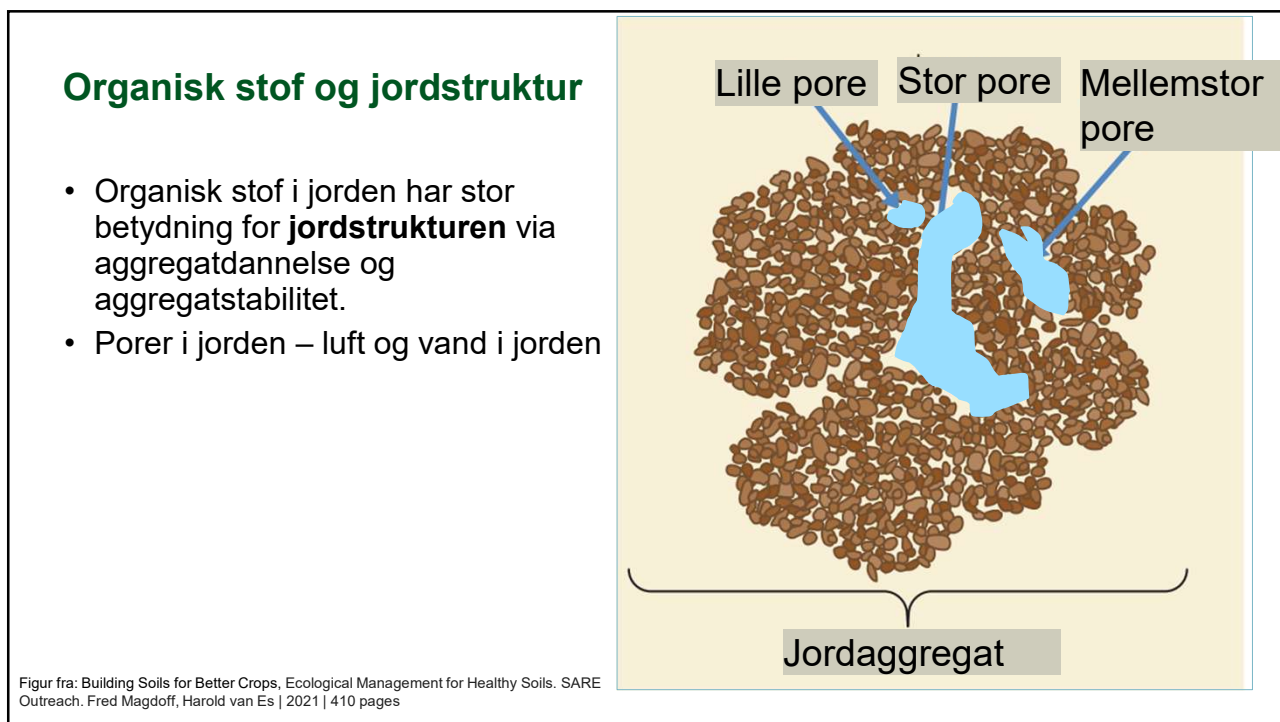 Organisk stof og jordstruktur
• Organisk stof i jorden har stor
betydning for jordstrukturen via
aggregatdannelse og
aggregatstabilitet.
• Porer i jorden – luft og vand i jorden
Lille pore
Stor pore
Mellemstor
pore
Jordaggregat
Figur fra: Building Soils for Better Crops, Ecological Management for Healthy Soils. SARE
Outreach. Fred Magdoff, Harold van Es | 2021 | 410 pages